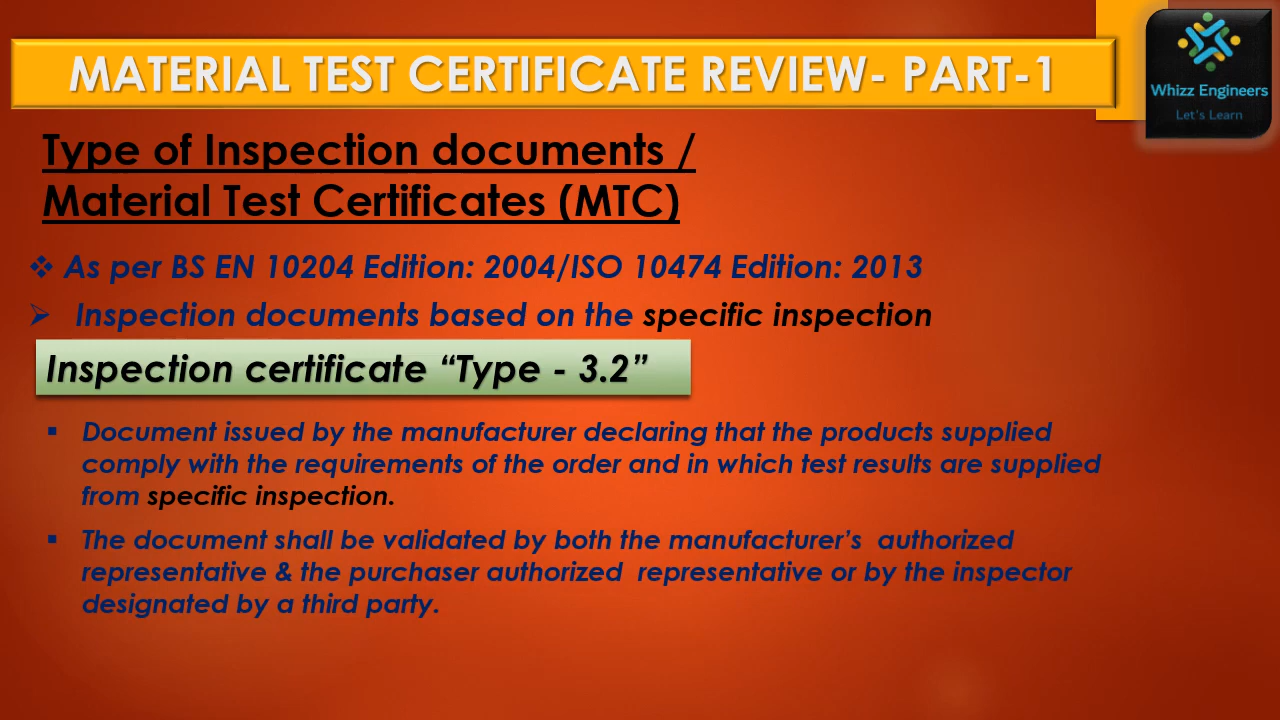 MATERIAL TEST CERTIFICATE REVIEW- PART-1
Whizz Engineers
Let's Learn
Type of Inspection documents /
Material Test Certificates (MTC)
❖ As per BS EN 10204 Edition: 2004/ISO 10474 Edition: 2013
➢ Inspection documents based on the specific inspection
Inspection certificate “Type - 3.2”
▪ Document issued by the manufacturer declaring that the products supplied
comply with the requirements of the order and in which test results are supplied
from specific inspection.
▪ The document shall be validated by both the manufacturer’s authorized
representative & the purchaser authorized representative or by the inspector
designated by a third party.